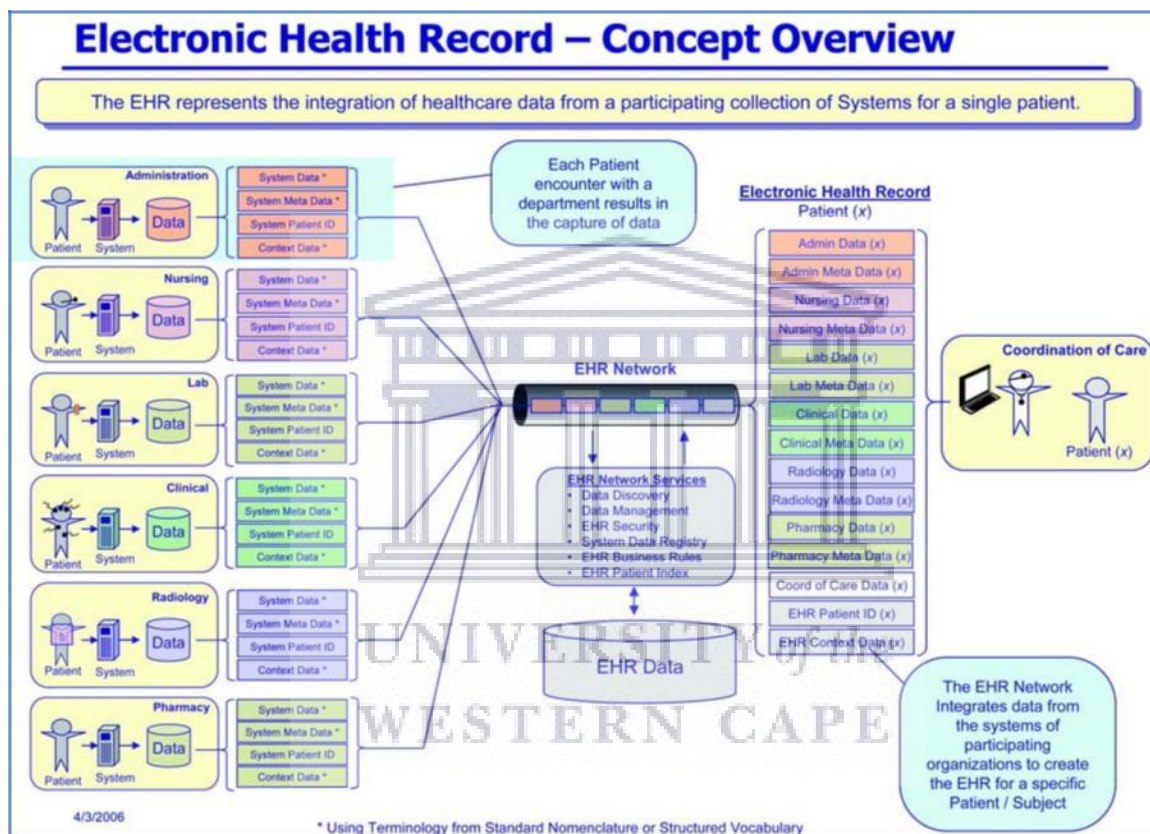 Electronic Health Record – Concept Overview
The EHR represents the integration of healthcare data from a participating collection of Systems for a single patient.
Administration
Patient
System
Data
System Data *
System Meta Data *
System Patient ID
Context Data *
Nursing
Patient
System
Data
System Data *
System Meta Data *
System Patient ID
Context Data *
Lab
Patient
System
Data
System Data *
System Meta Data *
System Patient ID
Context Data *
Clinical
Patient
System
Data
System Data *
System Meta Data *
System Patient ID
Context Data *
Radiology
Patient
System
Data
System Data *
System Meta Data *
System Patient ID
Context Data *
Pharmacy
Patient
System
Data
System Data *
System Meta Data *
System Patient ID
Context Data *
Each Patient
encounter with a
department results in
the capture of data
EHR Network
EHR Network Services
• Data Discovery
• Data Management
• EHR Security
• System Data Registry
• EHR Business Rules
• EHR Patient Index
EHR Data
Electronic Health Record
Patient (x)
Admin Data (x)
Admin Meta Data (x)
Nursing Data (x)
Nursing Meta Data (x)
Lab Data (x)
Lab Meta Data (x)
Clinical Data (x)
Clinical Meta Data (x)
Radiology Data (x)
Radiology Meta Data (x)
Pharmacy Data (x)
Pharmacy Meta Data (x)
Coord of Care Data (x)
EHR Patient ID (x)
EHR Context Data (x)
Coordination of Care
Patient (x)
The EHR Network
Integrates data from
the systems of
participating
organizations to create
the EHR for a specific
Patient / Subject
UNIVERSITY of the
WESTERN CAPE
4/3/2006
* Using Terminology from Standard Nomenclature or Structured Vocabulary